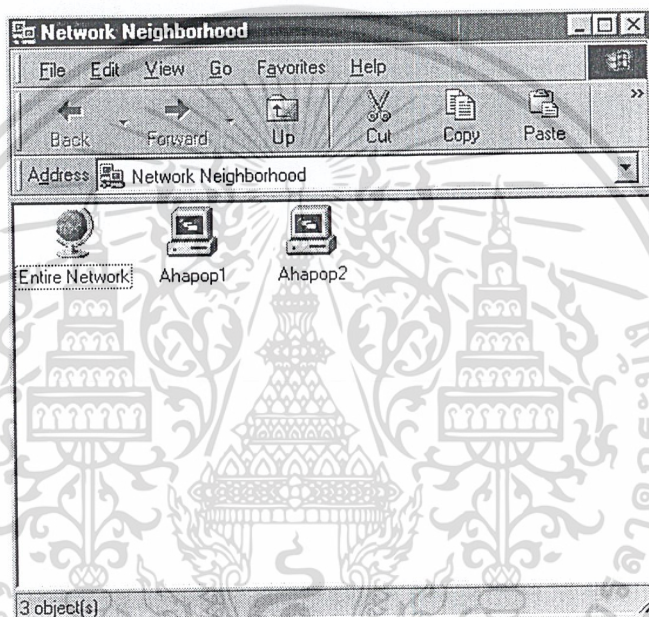 Network Neighborhood
File Edit View Go Favorites Help
Back Forward Up Cut Copy Paste »
Address Network Neighborhood
Entire Network Ahapop1 Ahapop2
3 object(s)